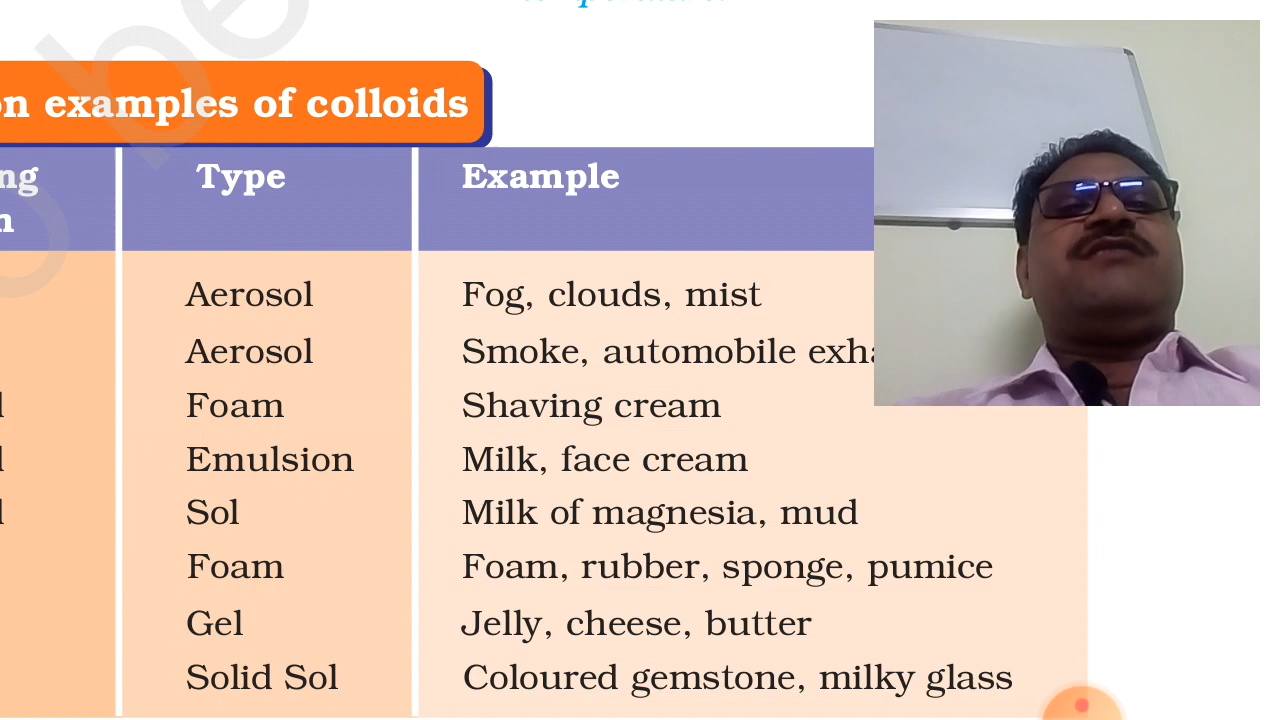 on examples of colloids
Type Example
Aerosol Fog, clouds, mist
Aerosol Smoke, automobile
Foam Shaving cream
Emulsion Milk, face cream
Sol Milk of magnesia, mud
Foam Foam, rubber, sponge, pumice
Gel Jelly, cheese, butter
Solid Sol Coloured gemstone, milky glass